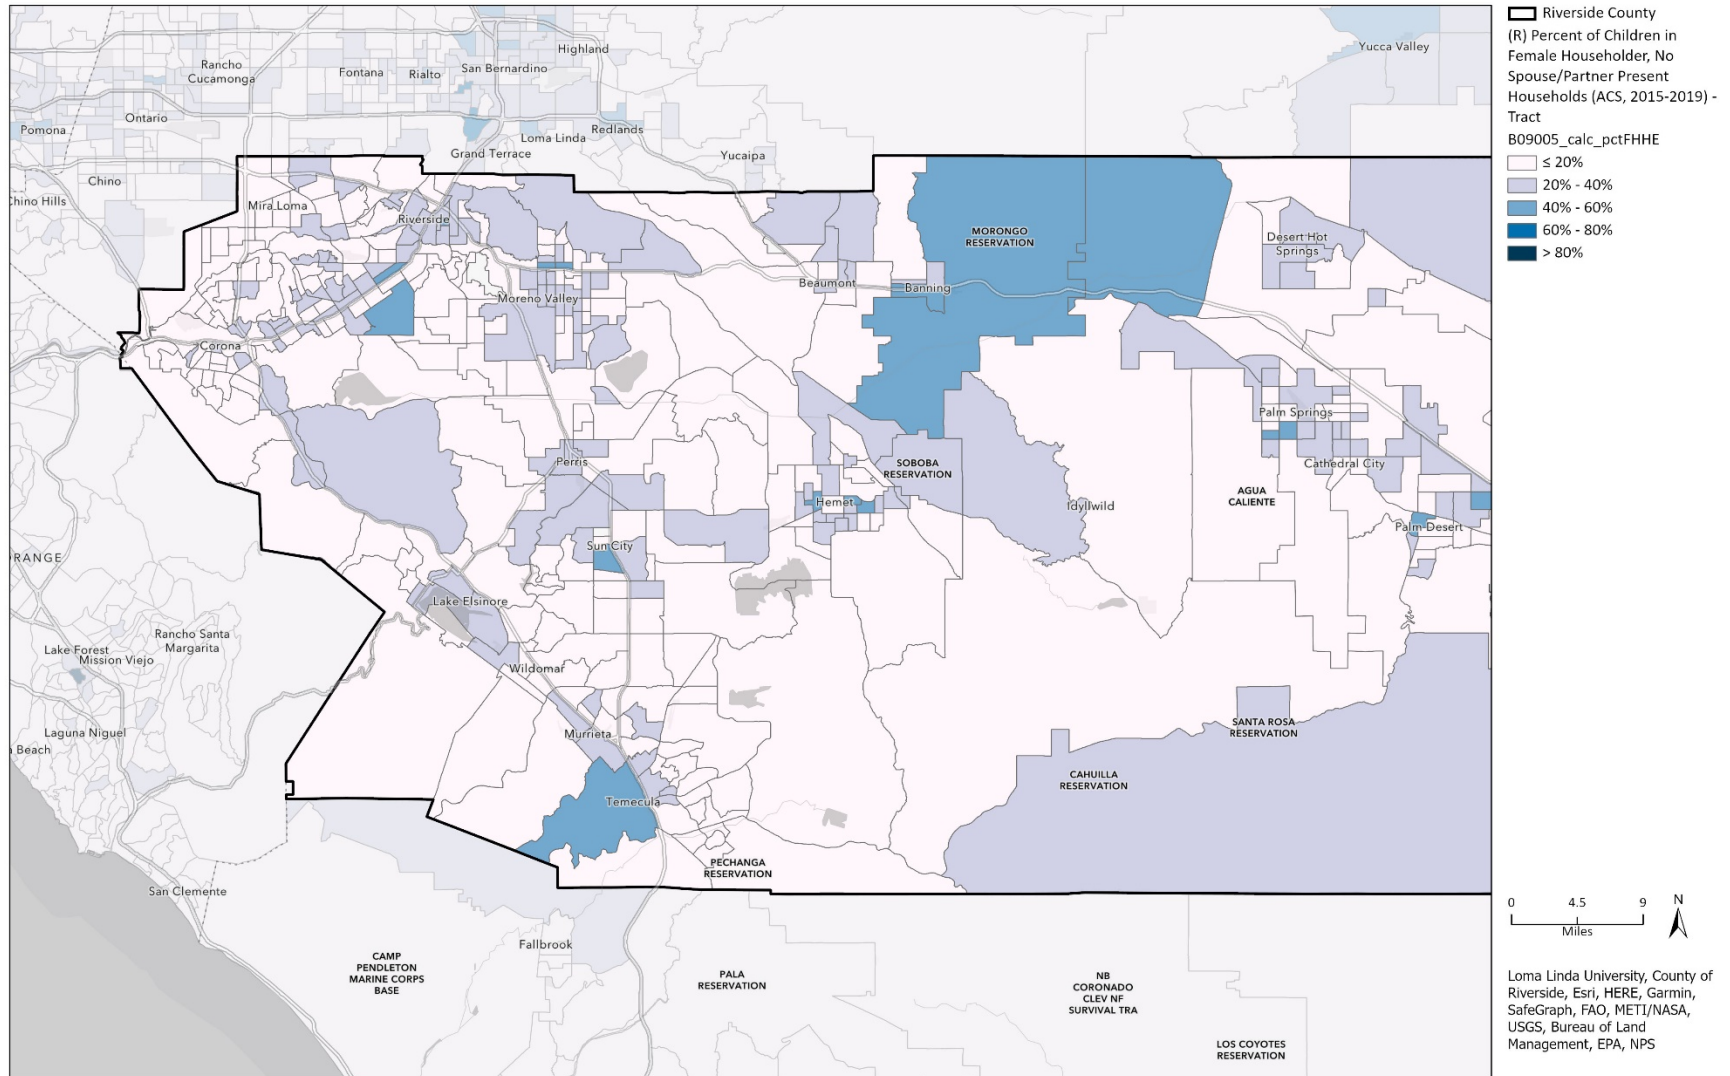 Riverside County
(R) Percent of Children in
Female Householder, No
Spouse/Partner Present
Households (ACS, 2015-2019) -
Tract
B09005_calc_pctFHHE
≤ 20%
20% - 40%
40% - 60%
60% - 80%
> 80%
Highland
Yucca Valley
Rancho
Cucamonga
Fontana
Rialto
San Bernardino
Ontario
Pomona
Redlands
Loma Linda
Grand Terrace
Yucaipa
Chino
Chino Hills
Mira Loma
Riverside
MORONGO
RESERVATION
Desert Hot
Springs
Beaumont
Banning
Moreno Valley
Corona
Palm Springs
Perris
SOBOBA
RESERVATION
Cathedral City
Hemet
AGUA
CALIENTE
Idyllwild
Palm Desert
Sun City
RANGE
Lake Elsinore
Rancho Santa
Margarita
Lake Forest
Mission Viejo
Wildomar
Laguna Niguel
Beach
Murrieta
SANTA ROSA
RESERVATION
CAHUILLA
RESERVATION
Temecula
PECHANGA
RESERVATION
San Clemente
Fallbrook
CAMP
PENDLETON
MARINE CORPS
BASE
PALA
RESERVATION
NB
CORONADO
CLEV NF
SURVIVAL TRA
LOS COYOTES
RESERVATION
0 4.5 9
Miles
N
Loma Linda University, County of
Riverside, Esri, HERE, Garmin,
SafeGraph, FAO, METI/NASA,
USGS, Bureau of Land
Management, EPA, NPS